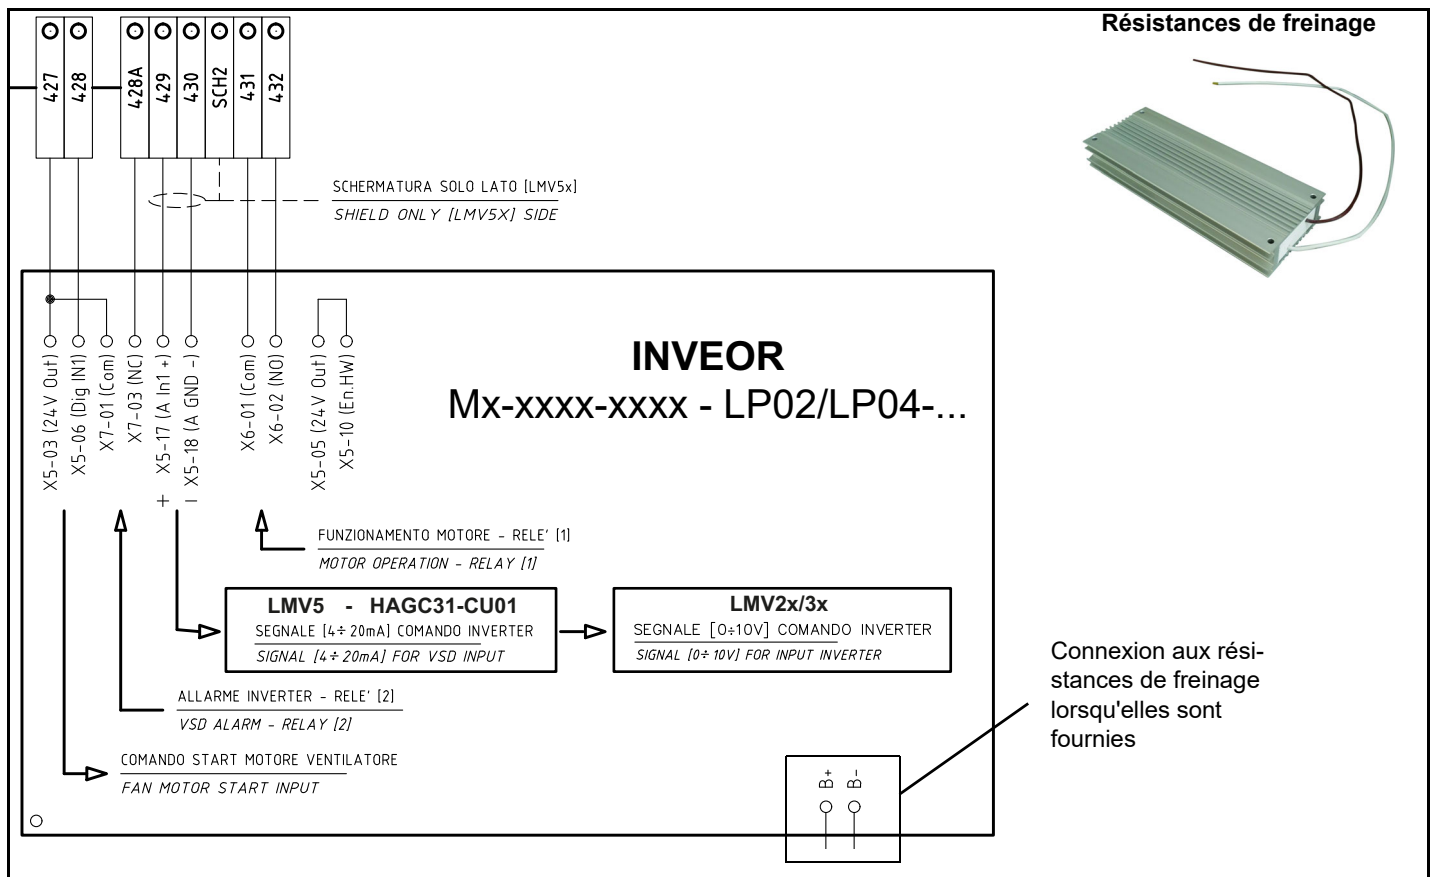 Résistances de freinage
427
428
428A
429
430
SCH2
431
432
SCHERMATURA SOLO LATO [LMV5x]
SHIELD ONLY [LMV5X] SIDE
X5-03 (24V Out)
X5-06 (Dig IN1)
X7-01 (Com)
X7-03 (NC)
+ X5-17 (A In1 +)
- X5-18 (A GND -)
X6-01 (Com)
X6-02 (NO)
X5-05 (24V Out)
X5-10 (En.HW)
INVEOR
Mx-xxxx-xxxx - LP02/LP04-...
FUNZIONAMENTO MOTORE - RELE' [1]
MOTOR OPERATION - RELAY [1]
LMV5 - HAGC31-CU01
SEGNALE [4÷20mA] COMANDO INVERTER
SIGNAL [4÷20mA] FOR VSD INPUT
LMV2x/3x
SEGNALE [0÷10V] COMANDO INVERTER
SIGNAL [0÷10V] FOR INPUT INVERTER
ALLARME INVERTER - RELE' [2]
VSD ALARM - RELAY [2]
COMANDO START MOTORE VENTILATORE
FAN MOTOR START INPUT
B+
B-
Connexion aux rési-
stances de freinage
lorsqu'elles sont
fournies